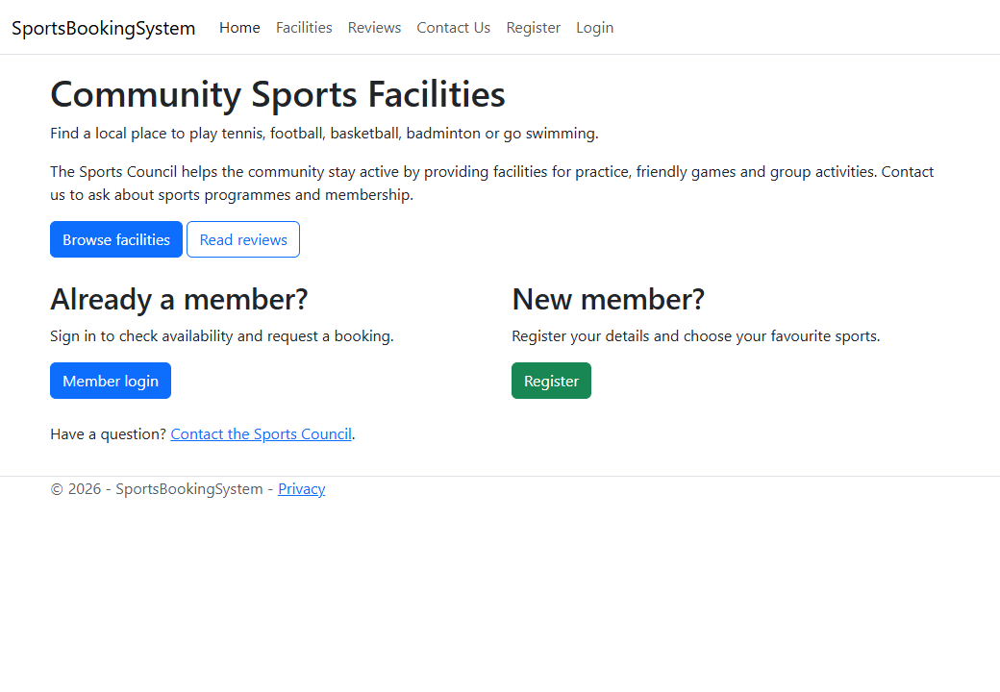 SportsBookingSystem Home Facilities Reviews Contact Us Register Login
Community Sports Facilities
Find a local place to play tennis, football, basketball, badminton or go swimming.
The Sports Council helps the community stay active by providing facilities for practice, friendly games and group activities. Contact
us to ask about sports programmes and membership.
Browse facilities Read reviews
Already a member?
Sign in to check availability and request a booking.
Member login
New member?
Register your details and choose your favourite sports.
Register
Have a question? Contact the Sports Council.
© 2026 - SportsBookingSystem - Privacy